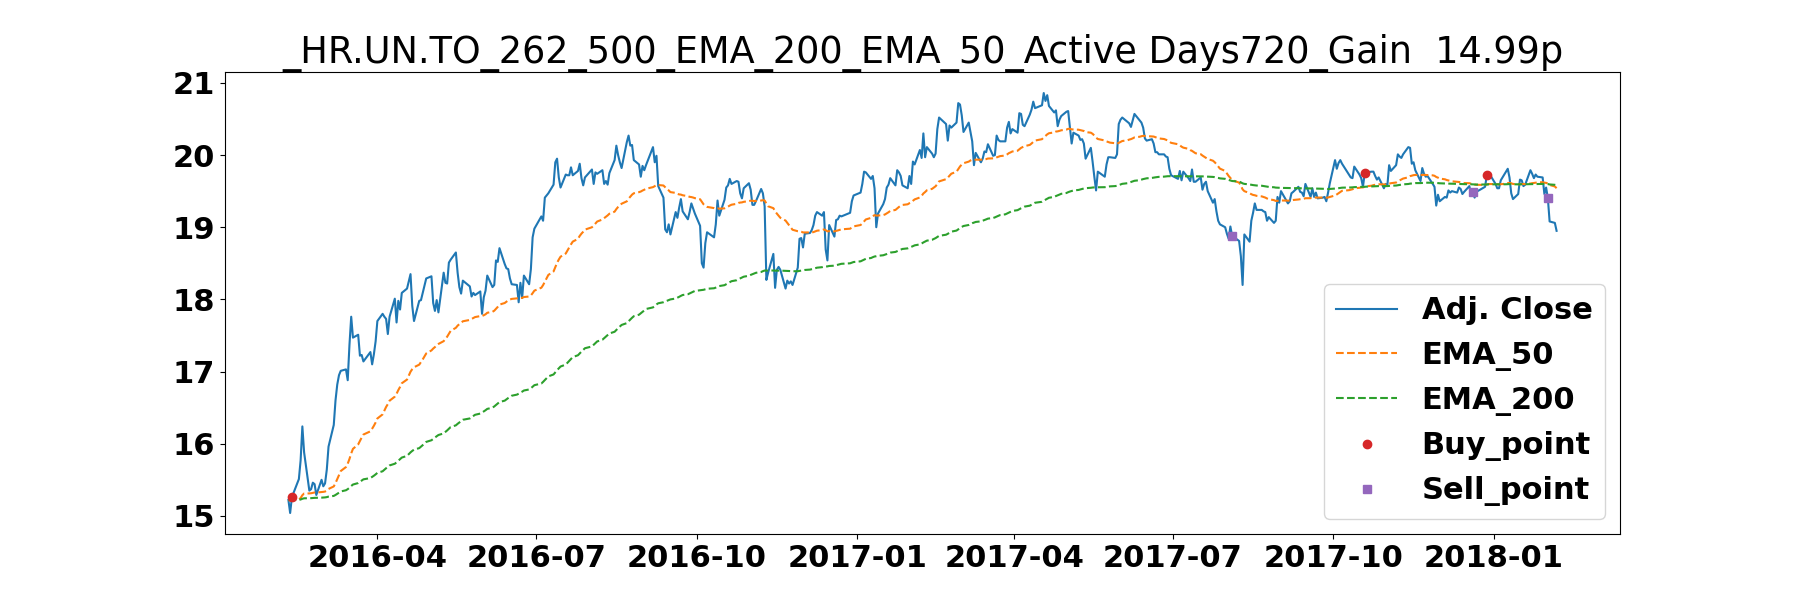 _HR.UN.TO_262_500_EMA_200_EMA_50_Active Days720_Gain  14.99p
21
20
19
18
17
16
15
Adj. Close
EMA_50
EMA_200
Buy_point
Sell_point
2016-04 2016-07 2016-10 2017-01 2017-04 2017-07 2017-10 2018-01